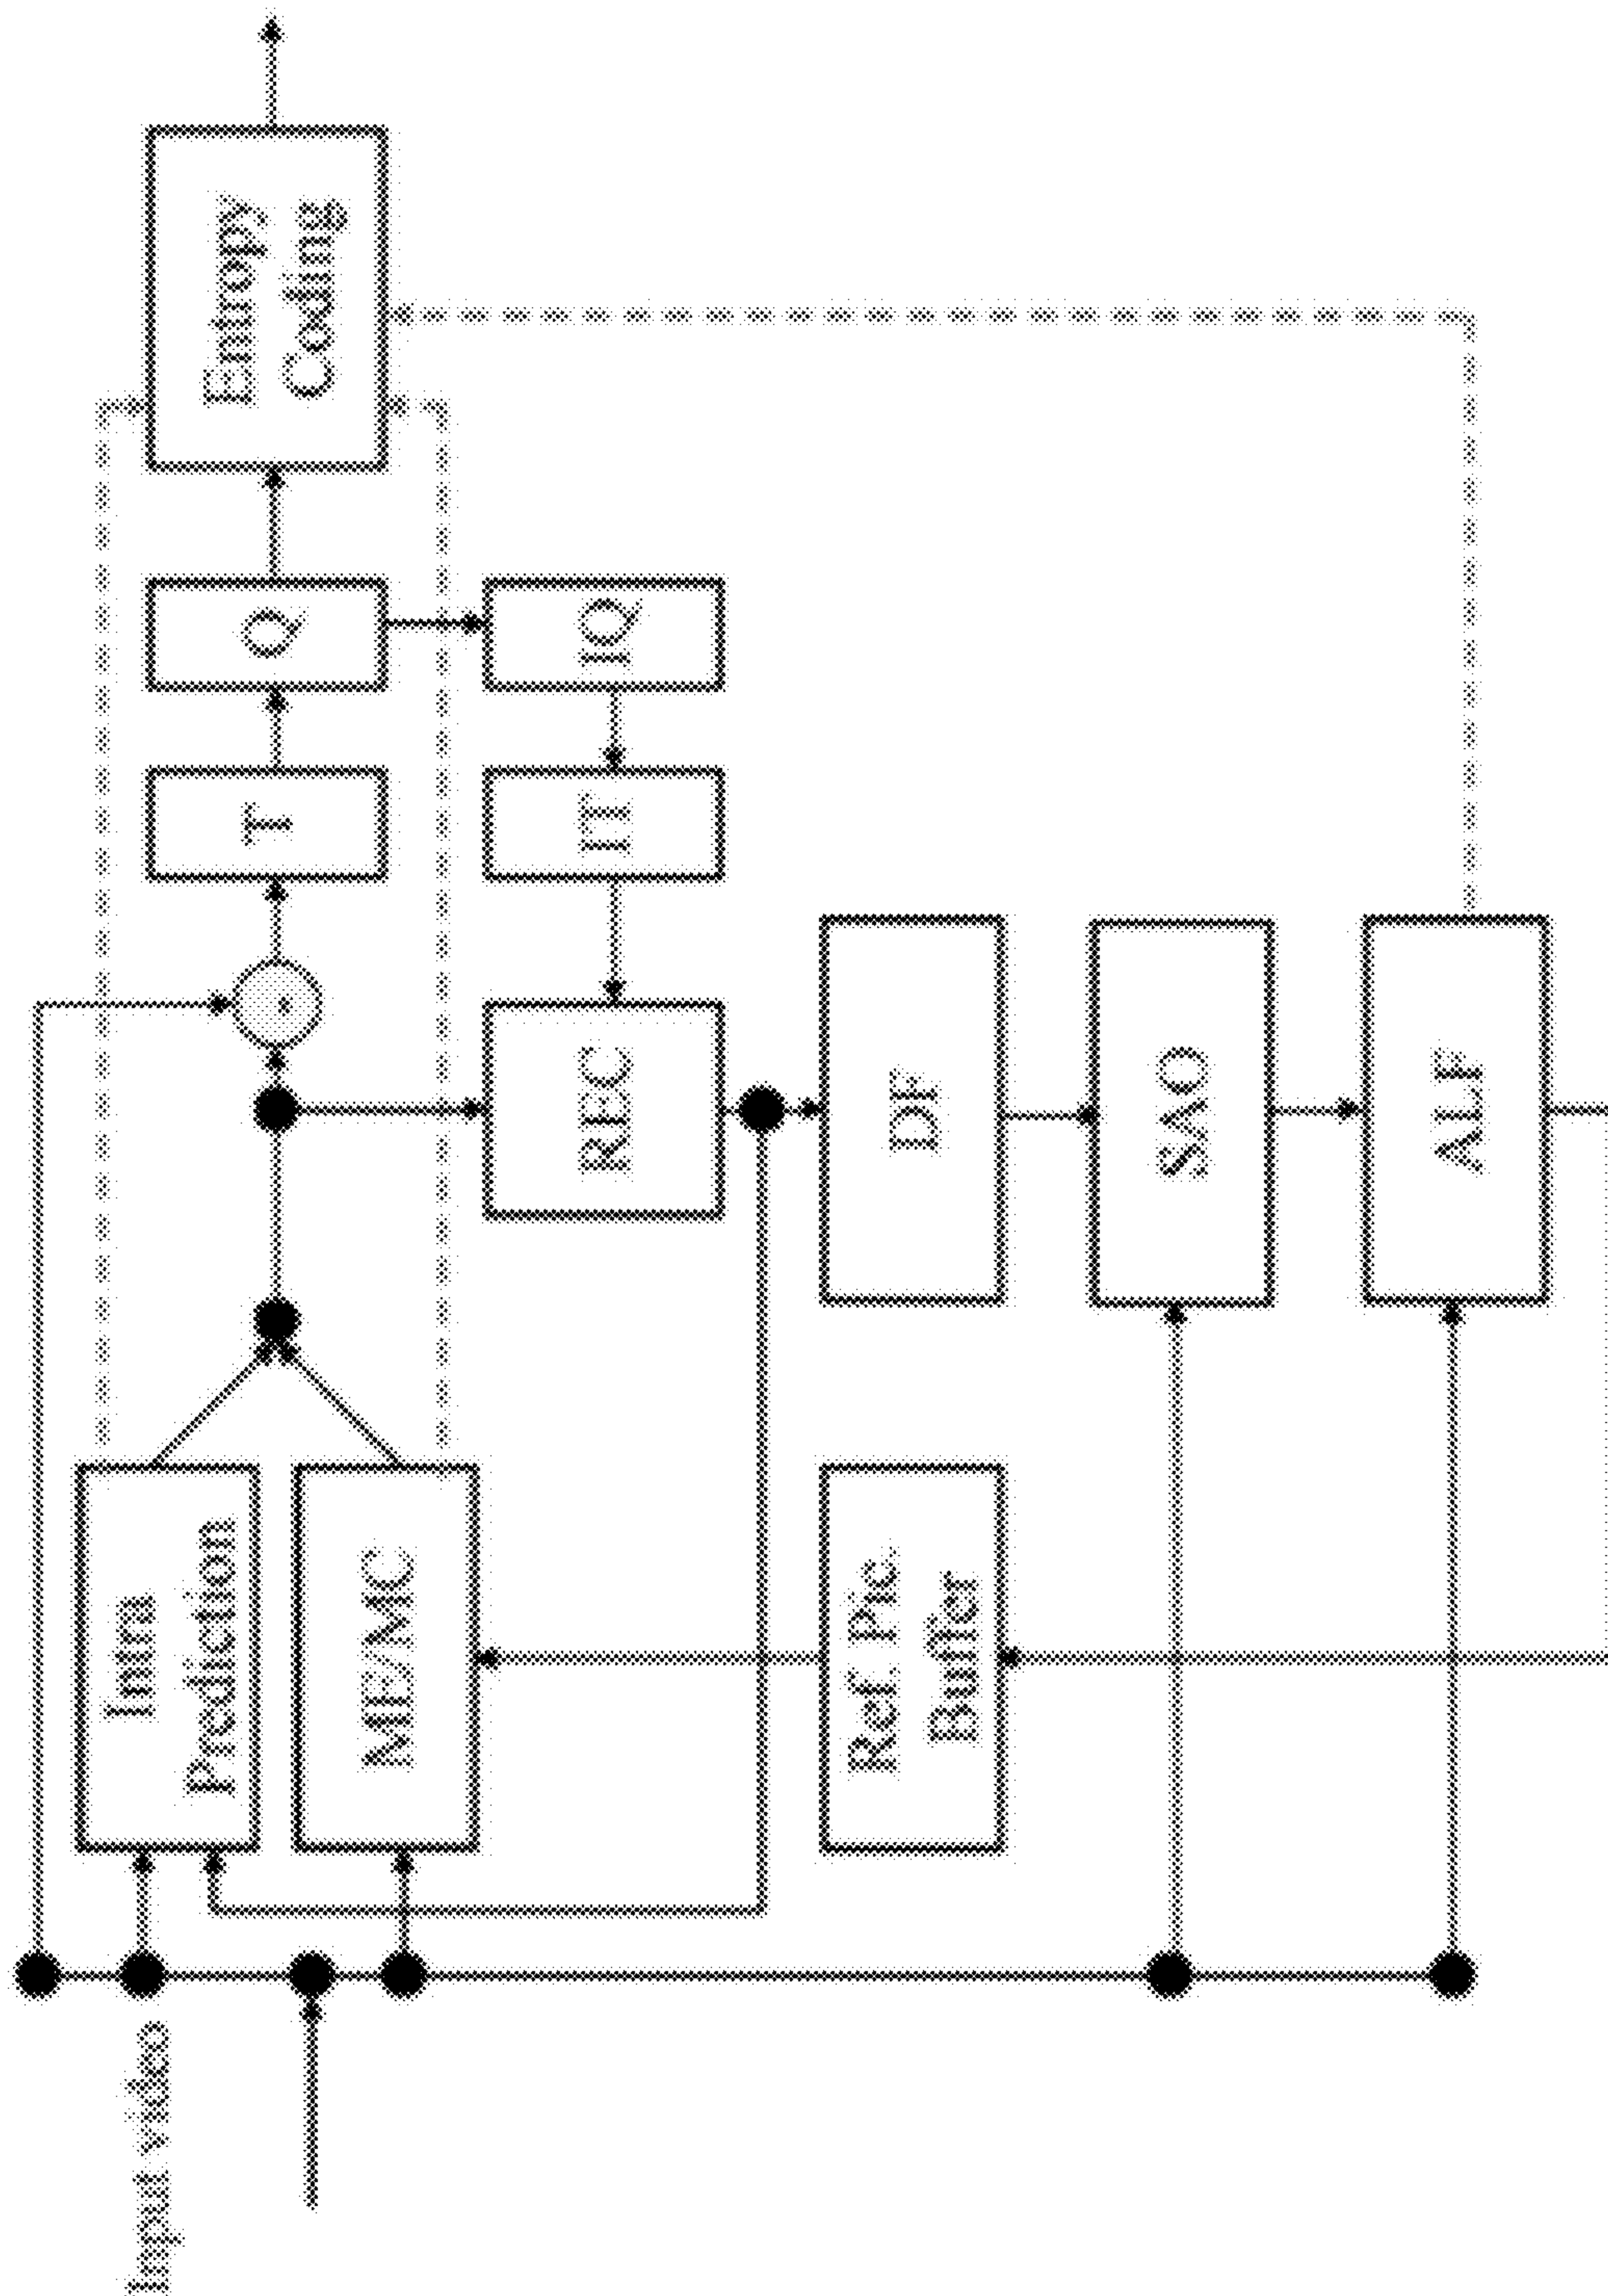 Input video
Intra
Prediction
ME/MC
T
Q
Entropy
Coding
REC
IT
IQ
Ref. Pic.
Buffer
DF
SAO
ALF